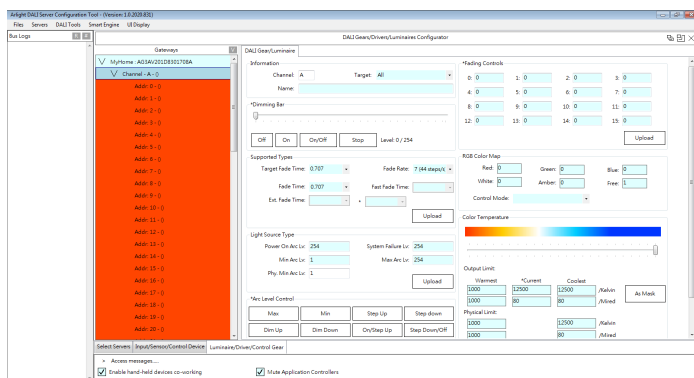 Arlight DALI Server Configuration Tool - (Version 1.0.2020.831)
Files Servers DALI Tools Smart Engine UI Display
Bus Logs
DALI Gears/Drivers/Luminaires Configurator
Gateways V
DALI Gear/Luminaire
MyHome : AG3AV201D8301708A
Channel - A - ()
Addr: 0 - ()
Addr: 1 - ()
Addr: 2 - ()
Addr: 3 - ()
Addr: 4 - ()
Addr: 5 - ()
Addr: 6 - ()
Addr: 7 - ()
Addr: 8 - ()
Addr: 9 - ()
Addr: 10 - ()
Addr: 11 - ()
Addr: 12 - ()
Addr: 13 - ()
Addr: 14 - ()
Addr: 15 - ()
Addr: 16 - ()
Addr: 17 - ()
Addr: 18 - ()
Addr: 19 - ()
Addr: 20 - ()
Information
Channel: A Target: All
Name:
*Dimming Bar
Off On On/Off Stop Level: 0 / 254
Supported Types
Target Fade Time: 0.707 Fade Rate: 7 (44 steps/s
Fade Time: 0.707 Fast Fade Time:
Ext. Fade Time: *
Upload
Light Source Type
Power On Arc Lv: 254 System Failure Lv: 254
Min Arc Lv: 1 Max Arc Lv: 254
Phy. Min Arc Lv: 1
Upload
*Arc Level Control
Max Min Step Up Step down
Dim Up Dim Down On/Step Up Step Down/Off
*Fading Controls
0: 0 1: 0 2: 0 3: 0
4: 0 5: 0 6: 0 7: 0
8: 0 9: 0 10: 0 11: 0
12: 0 13: 0 14: 0 15: 0
Upload
RGB Color Map
Red: 0 Green: 0 Blue: 0
White: 0 Amber: 0 Free: 1
Control Mode:
Color Temperature
Output Limit:
Warmest *Current Coolest
1000 12500 12500 /Kelvin
1000 80 80 /Mired
As Mask
Physical Limit:
1000 12500 /Kelvin
1000 80 /Mired
Select Servers Input/Sensor/Control Device Luminaire/Driver/Control Gear
Access messages....
Enable hand-held devices co-working Mute Application Controllers